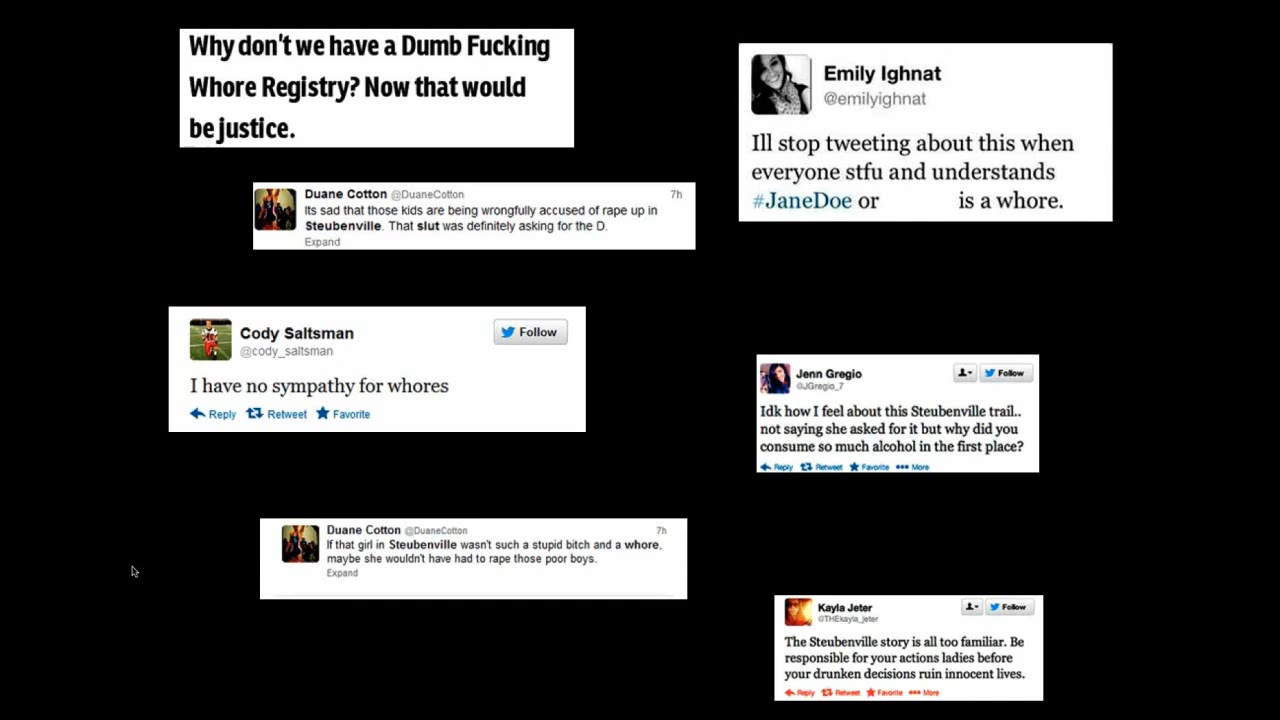 Why don't we have a Dumb Fucking
Whore Registry? Now that would
be justice.
Duane Cotton @DuaneCotton 7h
Its sad that those kids are being wrongfully accused of rape up in
Steubenville. That slut was definitely asking for the D.
Expand
Cody Saltsman
@cody_saltsman
Follow
I have no sympathy for whores
Reply Retweet Favorite
Duane Cotton @DuaneCotton 7h
If that girl in Steubenville wasn't such a stupid bitch and a whore,
maybe she wouldn't have had to rape those poor boys.
Expand
Emily Ighnat
@emilyighnat
Ill stop tweeting about this when
everyone stfu and understands
#JaneDoe or is a whore.
Jenn Gregio
@JGregio_7
Follow
Idk how I feel about this Steubenville trail..
not saying she asked for it but why did you
consume so much alcohol in the first place?
Reply Retweet Favorite More
Kayla Jeter
@THEkayla_jeter
Follow
The Steubenville story is all too familiar. Be
responsible for your actions ladies before
your drunken decisions ruin innocent lives.
Reply Retweet Favorite More